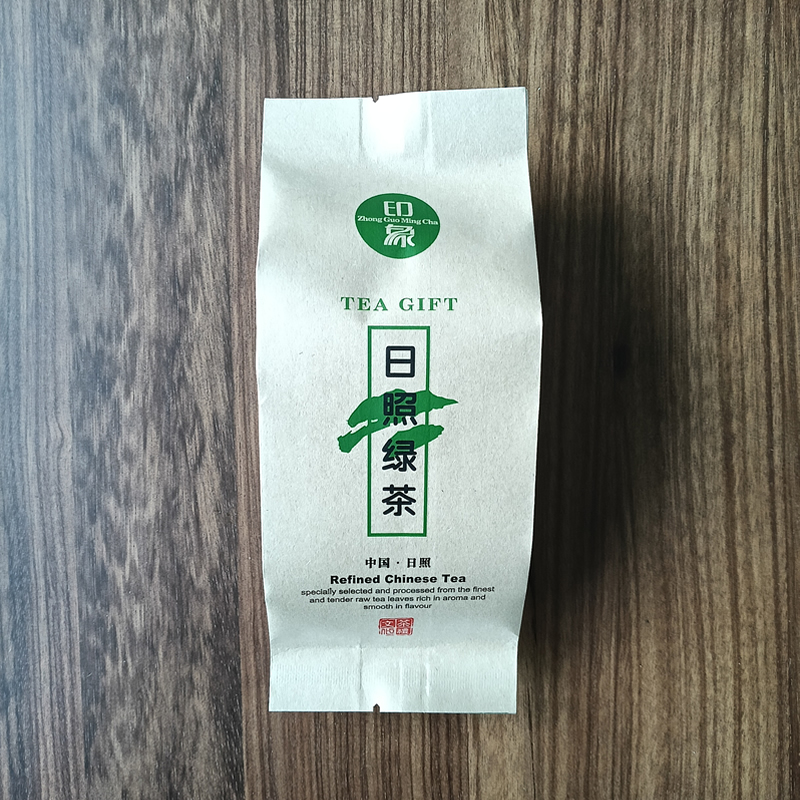 印
Zhong Guo Ming Cha
象
TEA GIFT
日照绿茶
中国·日照
Refined Chinese Tea
specially selected and processed from the finest
and tender raw tea leaves rich in aroma and
smooth in flavour